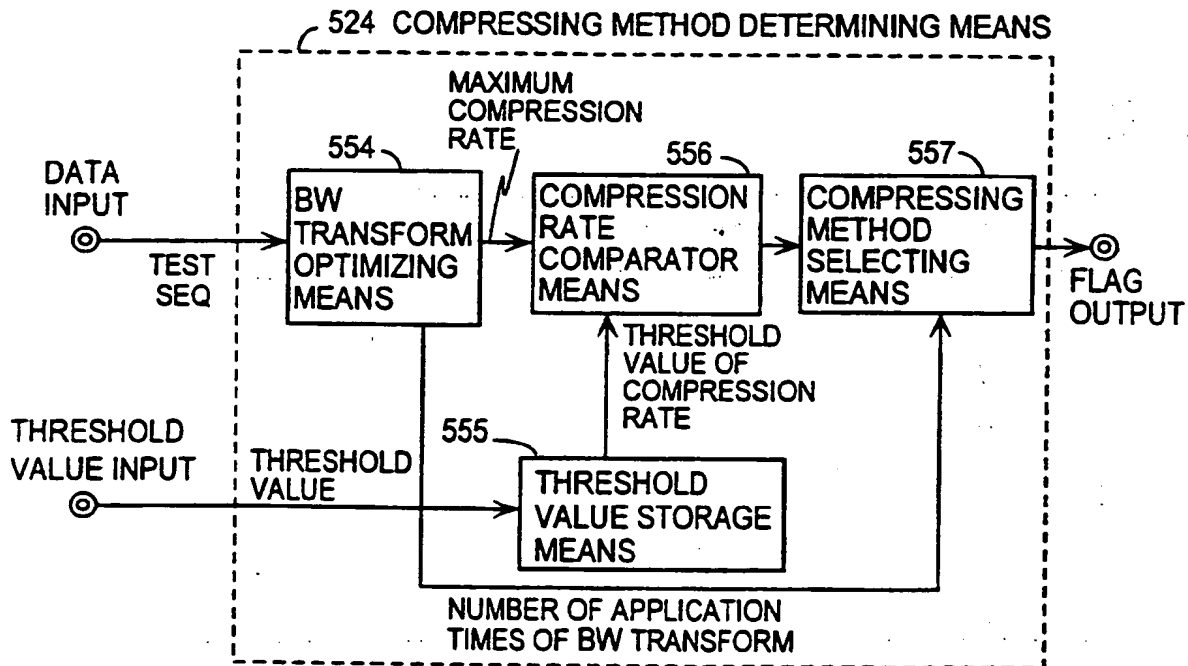 524 COMPRESSING METHOD DETERMINING MEANS
MAXIMUM
COMPRESSION
RATE
554
556
557
DATA
INPUT
TEST
SEQ
BW
TRANSFORM
OPTIMIZING
MEANS
COMPRESSION
RATE
COMPARATOR
MEANS
COMPRESSING
METHOD
SELECTING
MEANS
FLAG
OUTPUT
THRESHOLD
VALUE OF
COMPRESSION
RATE
555
THRESHOLD
VALUE INPUT
THRESHOLD
VALUE
THRESHOLD
VALUE STORAGE
MEANS
NUMBER OF APPLICATION
TIMES OF BW TRANSFORM